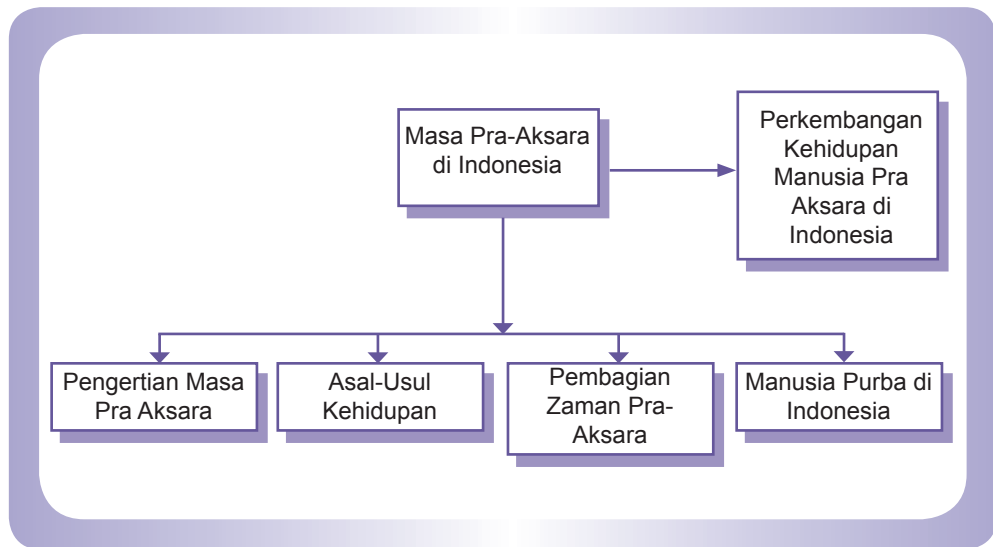 Masa Pra-Aksara
di Indonesia
Perkembangan
Kehidupan
Manusia Pra
Aksara di
Indonesia
Pengertian Masa
Pra Aksara
Asal-Usul
Kehidupan
Pembagian
Zaman Pra-
Aksara
Manusia Purba di
Indonesia